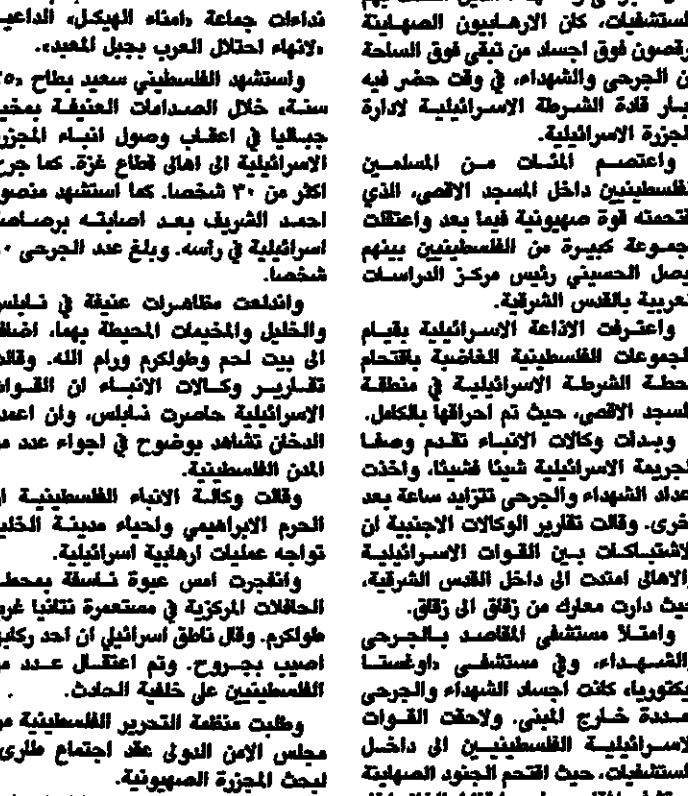 المستشفيات، كان الارهابيون الصهاينة
يرقصون فوق اجساد من تبقى فوق الساحة
من الجرحى والشهداء، في وقت حضر فيه
كبار قادة الشرطة الاسرائيلية لادارة
المجزرة الاسرائيلية.
واعتصم المئات من المسلمين
الفلسطينيين داخل المسجد الاقصى، الذي
اقتحمته قوة صهيونية فيما بعد واعتقلت
مجموعة كبيرة من الفلسطينيين بينهم
فيصل الحسيني رئيس مركز الدراسات
العربية بالقدس الشرقية.
واعترفت الاذاعة الاسرائيلية بقيام
المجموعات الفلسطينية الغاضبة باقتحام
محطة الشرطة الاسرائيلية في منطقة
المسجد الاقصى، حيث تم احراقها بالكامل.
وبدات وكالات الانباء تقدم وصفا
للجريمة الاسرائيلية شيئا فشيئا، واخذت
اعداد الشهداء والجرحى تتزايد ساعة بعد
اخرى. وقالت تقارير الوكالات الاجنبية ان
الاشتباكات بين القوات الاسرائيلية
والاهالي امتدت الى داخل القدس الشرقية،
حيث دارت معارك من زقاق الى زقاق.
وامتلأ مستشفى المقاصد بالجرحى
والشهداء، وفي مستشفى «اوغستا
فيكتوريا» كانت اجساد الشهداء والجرحى
ممددة خارج المبنى. ولاحقت القوات
الاسرائيلية الفلسطينيين الى داخل
المستشفيات، حيث اقتحم الجنود الصهاينة
نداءات جماعة «امناء الهيكل» الداعية
«لانهاء احتلال العرب بجبل المعبد».
واستشهد الفلسطيني سعيد بطاح «٢٥
سنة» خلال الصدامات العنيفة بمخيم
جباليا في اعقاب وصول انباء المجزرة
الاسرائيلية الى اهالي قطاع غزة. كما جرح
اكثر من ٣٠ شخصا. كما استشهد منصور
احمد الشريف بعد اصابته برصاصة
اسرائيلية في راسه. وبلغ عدد الجرحى
شخصا.
واندلعت مظاهرات عنيفة في نابلس
والخليل والمخيمات المحيطة بهما، اضافة
الى بيت لحم وطولكرم ورام الله. وقالت
تقارير وكالات الانباء ان القوات
الاسرائيلية حاصرت نابلس، وان اعمدة
الدخان تشاهد بوضوح في اجواء عدد من
المدن الفلسطينية.
وقالت وكالة الانباء الفلسطينية ان
الحرم الابراهيمي واحياء مدينة الخليل
تواجه عمليات ارهابية اسرائيلية.
وانفجرت امس عبوة ناسفة بمحطة
الحافلات المركزية في مستعمرة نتانيا غرب
طولكرم. وقال ناطق اسرائيلي ان احد ركابها
اصيب بجروح. وتم اعتقال عدد من
الفلسطينيين على خلفية الحادث.
وطلبت منظمة التحرير الفلسطينية من
مجلس الامن الدولي عقد اجتماع طارىء
لبحث المجزرة الصهيونية.